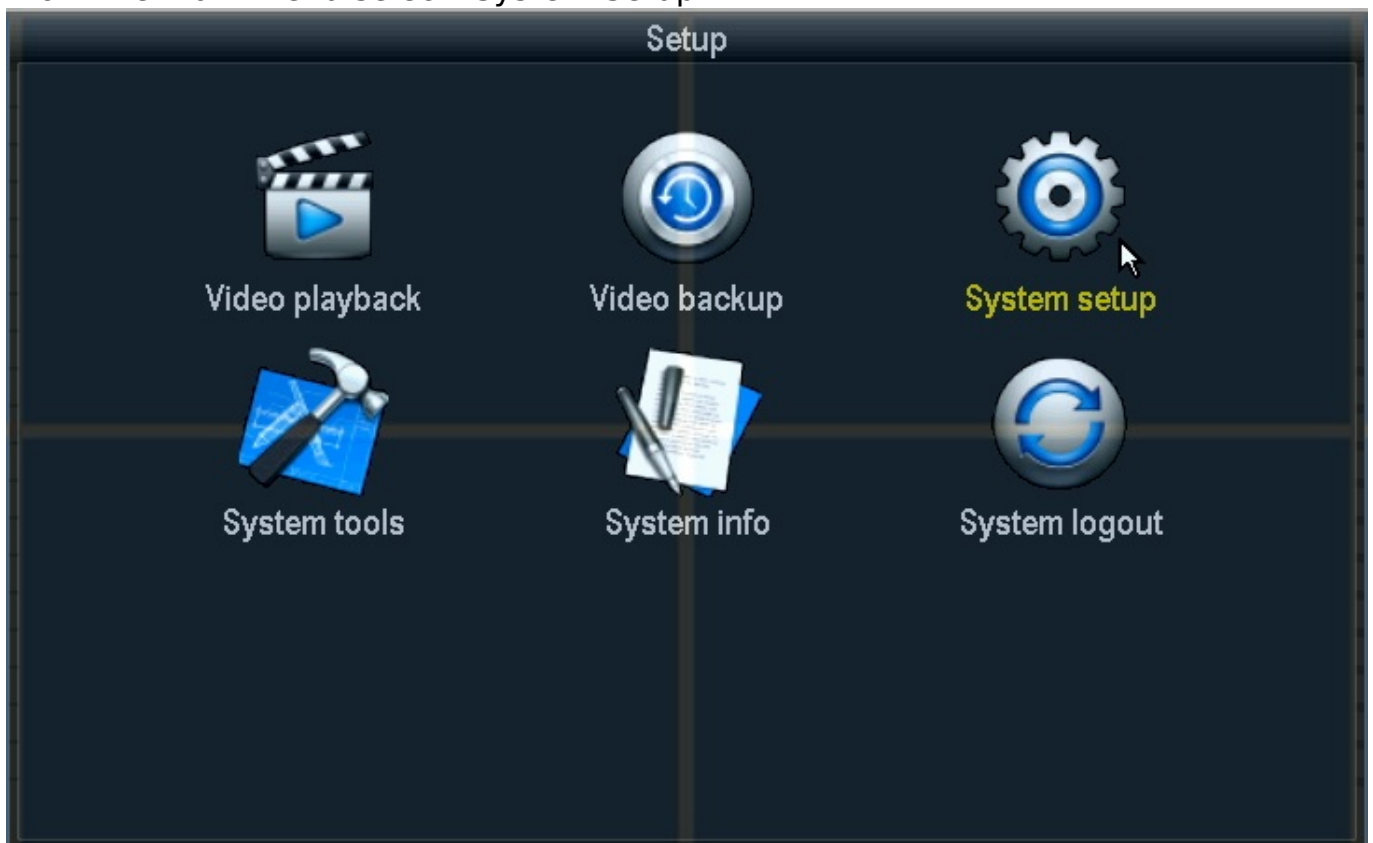 Setup
Video playback
Video backup
System setup
System tools
System info
System logout